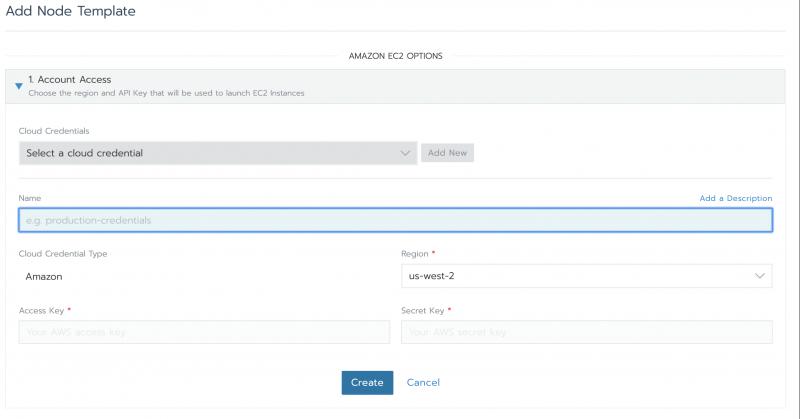 Add Node Template
AMAZON EC2 OPTIONS
1. Account Access
Choose the region and API Key that will be used to launch EC2 Instances
Cloud Credentials
Select a cloud credential
Add New
Name
Add a Description
e.g. production-credentials
Cloud Credential Type
Region *
Amazon
us-west-2
Access Key *
Secret Key *
Your AWS access key
Your AWS secret key
Create
Cancel